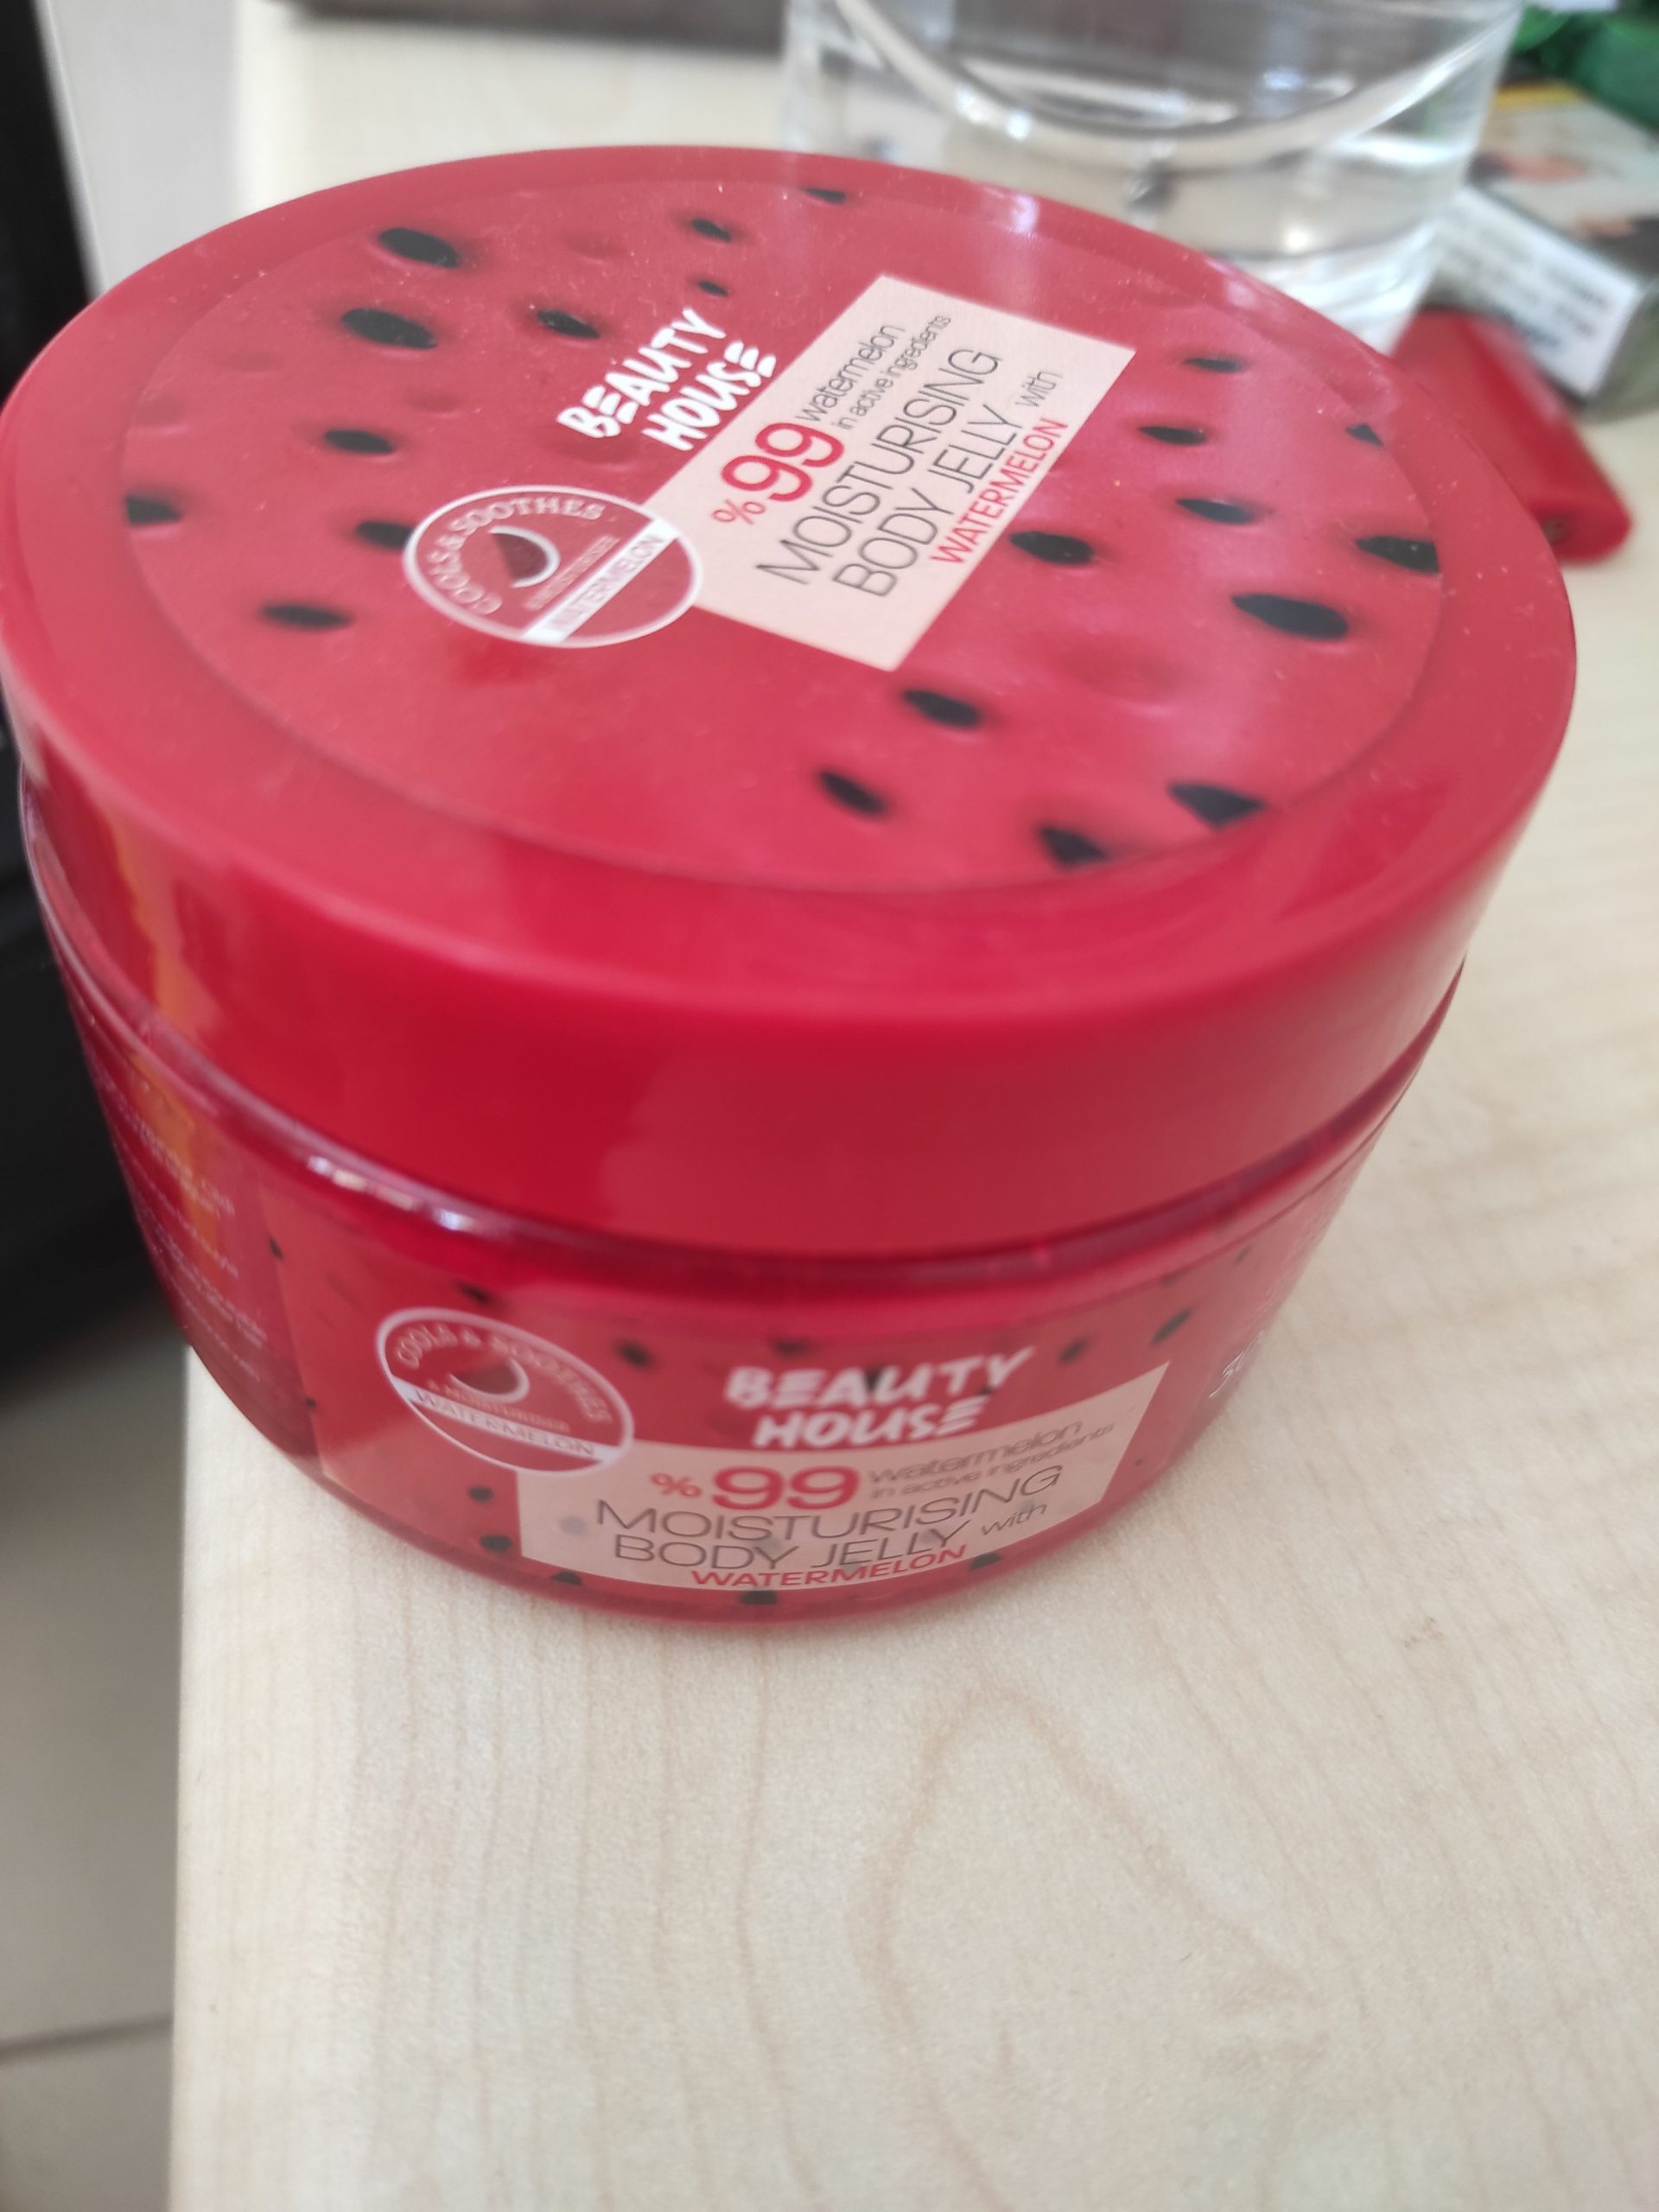 BEAUTY
HOUSE
%99 watermelon
in active ingredients
MOISTURISING
BODY JELLY with
WATERMELON
COOLS & SOOTHES
WATERMELON
COOLS & SOOTHES
& MOISTURISER
WATERMELON
BEAUTY
HOUSE
%99 watermelon
in active ingredients
MOISTURISING
BODY JELLY with
WATERMELON